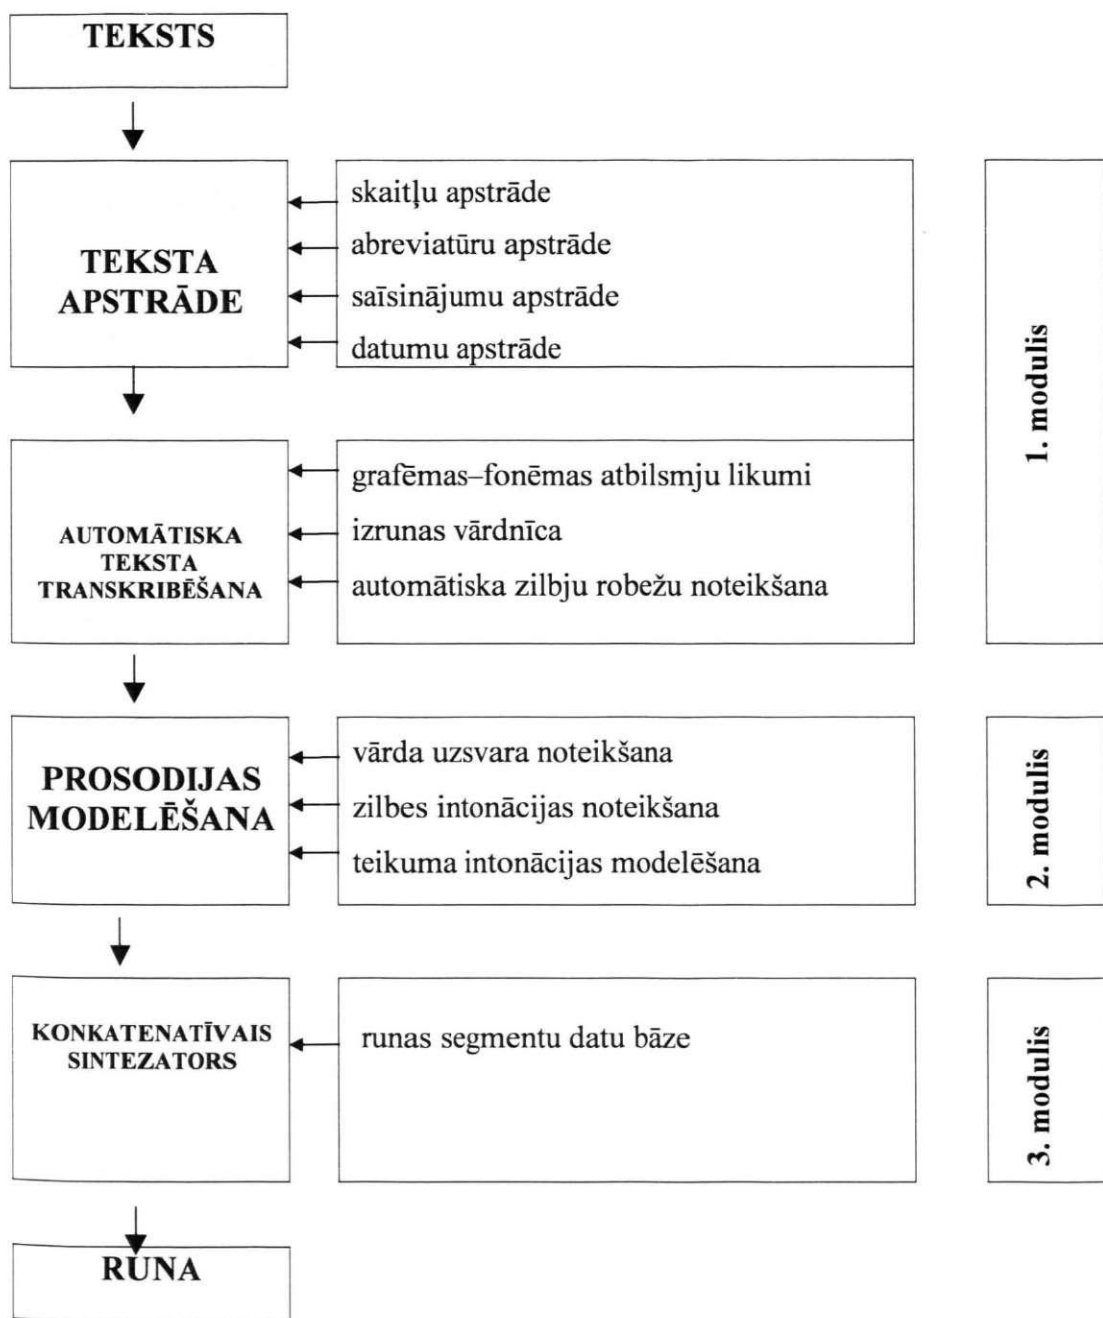 TEKSTS
TEKSTA
APSTRĀDE
skaitļu apstrāde
abreviatūru apstrāde
saīsinājumu apstrāde
datumu apstrāde
1. modulis
AUTOMĀTISKA
TEKSTA
TRANSKRIBĒŠANA
grafēmas–fonēmas atbilsmju likumi
izrunas vārdnīca
automātiska zilbju robežu noteikšana
PROSODIJAS
MODELĒŠANA
vārda uzsvara noteikšana
zilbes intonācijas noteikšana
teikuma intonācijas modelēšana
2. modulis
KONKATENATĪVAIS
SINTEZATORS
runas segmentu datu bāze
3. modulis
RUNA